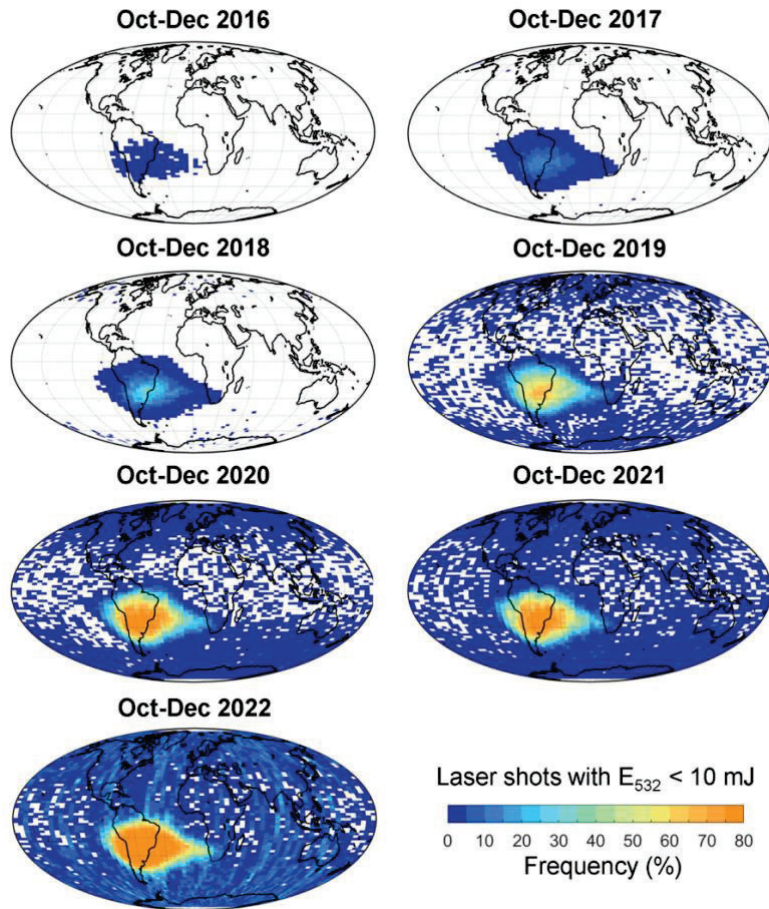 Oct-Dec 2016
Oct-Dec 2017
Oct-Dec 2018
Oct-Dec 2019
Oct-Dec 2020
Oct-Dec 2021
Oct-Dec 2022
Laser shots with E532 < 10 mJ
0 10 20 30 40 50 60 70 80
Frequency (%)